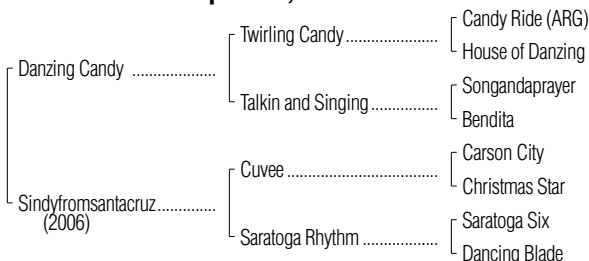 Candy Ride (ARG)
Twirling Candy.....................
House of Danzing
Danzing Candy ...................
Songandaprayer
Talkin and Singing...............
Bendita
Carson City
Cuvee ..................................
Christmas Star
Sindyfromsantacruz.............
(2006)
Saratoga Six
Saratoga Rhythm .................
Dancing Blade